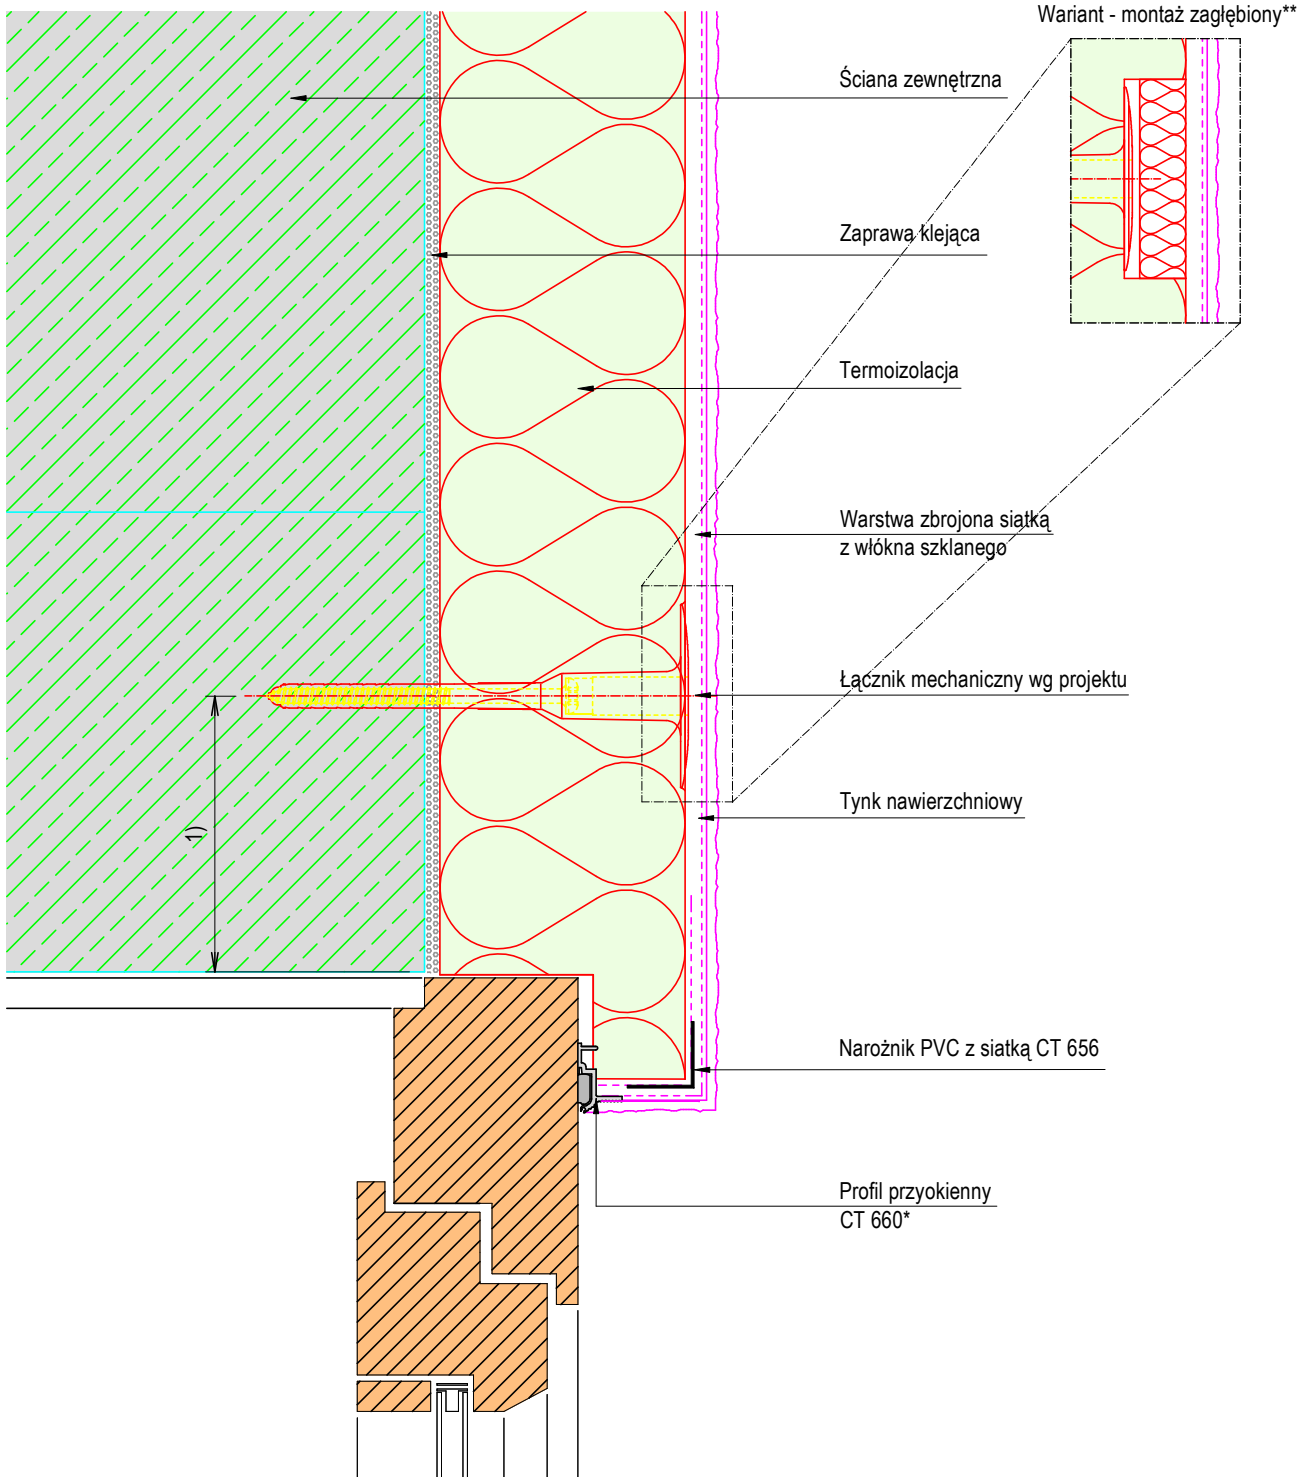 Wariant - montaż zagłębiony**
Ściana zewnętrzna
Zaprawa klejąca
Termoizolacja
Warstwa zbrojona siatką
z włókna szklanego
Łącznik mechaniczny wg projektu
Tynk nawierzchniowy
1)
Narożnik PVC z siatką CT 656
Profil przyokienny
CT 660*